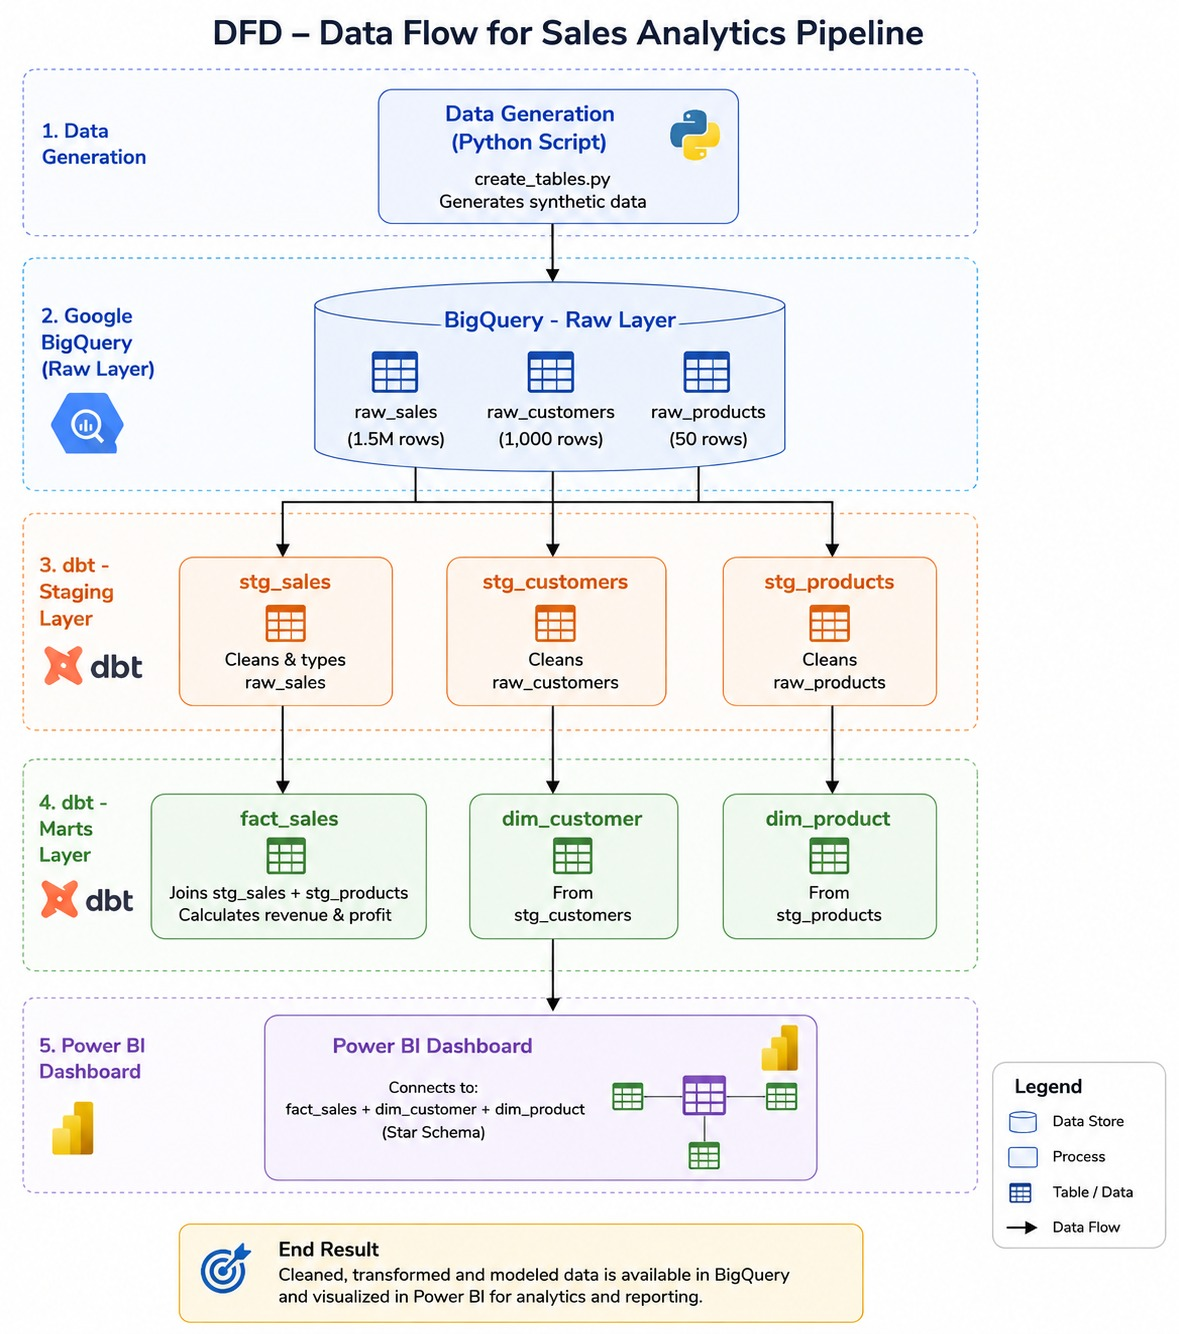 DFD – Data Flow for Sales Analytics Pipeline
1. Data
Generation
Data Generation
(Python Script)
create_tables.py
Generates synthetic data
2. Google
BigQuery
(Raw Layer)
BigQuery - Raw Layer
raw_sales
(1.5M rows)
raw_customers
(1,000 rows)
raw_products
(50 rows)
3. dbt -
Staging
Layer
dbt
stg_sales
Cleans & types
raw_sales
stg_customers
Cleans
raw_customers
stg_products
Cleans
raw_products
4. dbt -
Marts
Layer
dbt
fact_sales
Joins stg_sales + stg_products
Calculates revenue & profit
dim_customer
From
stg_customers
dim_product
From
stg_products
5. Power BI
Dashboard
Power BI Dashboard
Connects to:
fact_sales + dim_customer + dim_product
(Star Schema)
Legend
Data Store
Process
Table / Data
Data Flow
End Result
Cleaned, transformed and modeled data is available in BigQuery
and visualized in Power BI for analytics and reporting.